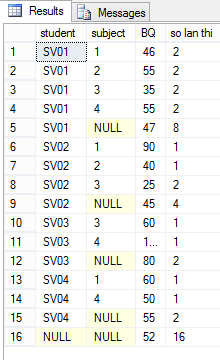 Results Messages
student subject BQ so lan thi
1 SV01 1 46 2
2 SV01 2 55 2
3 SV01 3 35 2
4 SV01 4 55 2
5 SV01 NULL 47 8
6 SV02 1 90 1
7 SV02 2 40 1
8 SV02 3 25 2
9 SV02 NULL 45 4
10 SV03 3 60 1
11 SV03 4 1... 1
12 SV03 NULL 80 2
13 SV04 1 60 1
14 SV04 4 50 1
15 SV04 NULL 55 2
16 NULL NULL 52 16